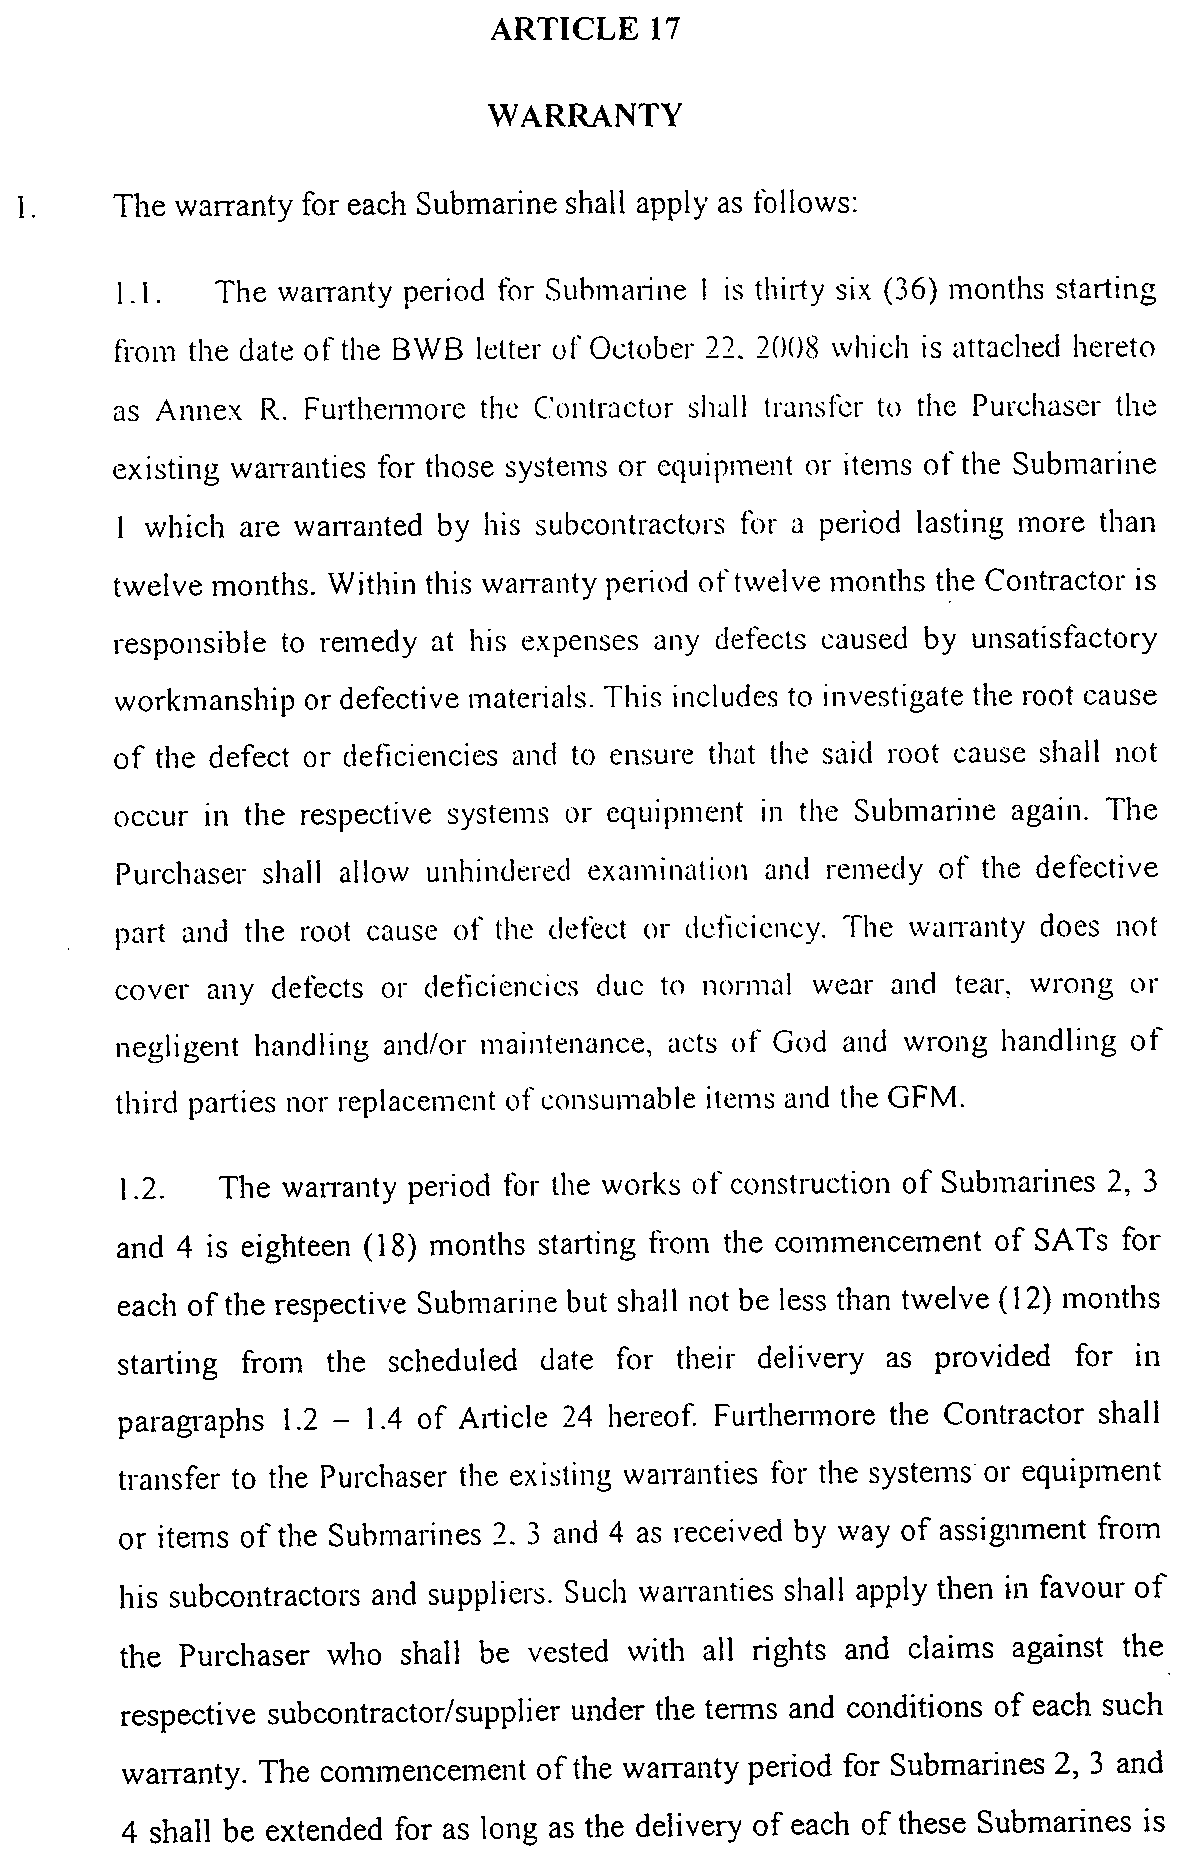 ARTICLE 17
WARRANTY
1. The warranty for each Submarine shall apply as follows:
1.1. The warranty period for Submarine 1 is thirty six (36) months starting
from the date of the BWB letter of October 22, 2008 which is attached hereto
as Annex R. Furthermore the Contractor shall transfer to the Purchaser the
existing warranties for those systems or equipment or items of the Submarine
1 which are warranted by his subcontractors for a period lasting more than
twelve months. Within this warranty period of twelve months the Contractor is
responsible to remedy at his expenses any defects caused by unsatisfactory
workmanship or defective materials. This includes to investigate the root cause
of the defect or deficiencies and to ensure that the said root cause shall not
occur in the respective systems or equipment in the Submarine again. The
Purchaser shall allow unhindered examination and remedy of the defective
part and the root cause of the defect or deficiency. The warranty does not
cover any defects or deficiencies due to normal wear and tear, wrong or
negligent handling and/or maintenance, acts of God and wrong handling of
third parties nor replacement of consumable items and the GFM.
1.2. The warranty period for the works of construction of Submarines 2, 3
and 4 is eighteen (18) months starting from the commencement of SATs for
each of the respective Submarine but shall not be less than twelve (12) months
starting from the scheduled date for their delivery as provided for in
paragraphs 1.2 – 1.4 of Article 24 hereof. Furthermore the Contractor shall
transfer to the Purchaser the existing warranties for the systems or equipment
or items of the Submarines 2, 3 and 4 as received by way of assignment from
his subcontractors and suppliers. Such warranties shall apply then in favour of
the Purchaser who shall be vested with all rights and claims against the
respective subcontractor/supplier under the terms and conditions of each such
warranty. The commencement of the warranty period for Submarines 2, 3 and
4 shall be extended for as long as the delivery of each of these Submarines is